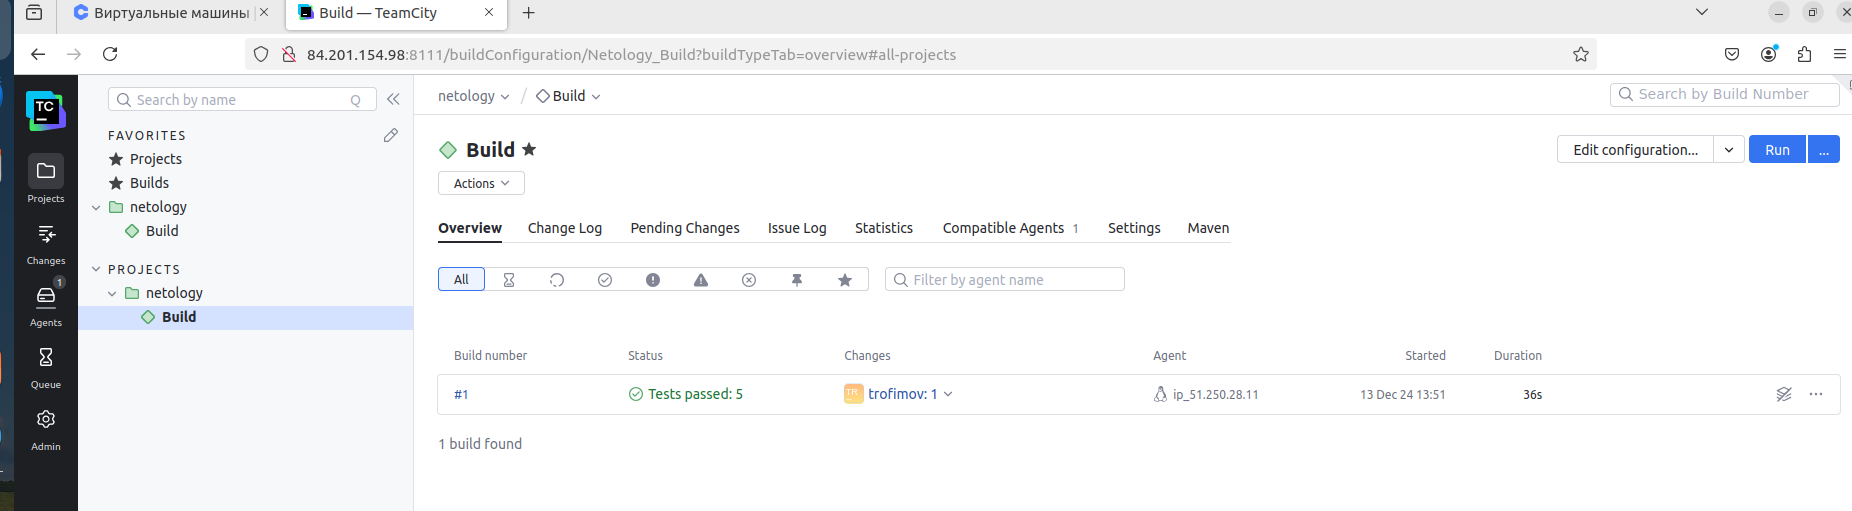 Виртуальные машины
Build — TeamCity
84.201.154.98:8111/buildConfiguration/Netology_Build?buildTypeTab=overview#all-projects
TC
Projects
Changes
1
Agents
Queue
Admin
Search by name
Q
FAVORITES
Projects
Builds
netology
Build
PROJECTS
netology
Build
netology / Build
Search by Build Number
Build
Edit configuration...
Run
...
Actions
Overview Change Log Pending Changes Issue Log Statistics Compatible Agents 1 Settings Maven
All
Filter by agent name
Build number Status Changes Agent Started Duration
#1 Tests passed: 5 TR trofimov: 1 ip_51.250.28.11 13 Dec 24 13:51 36s
1 build found